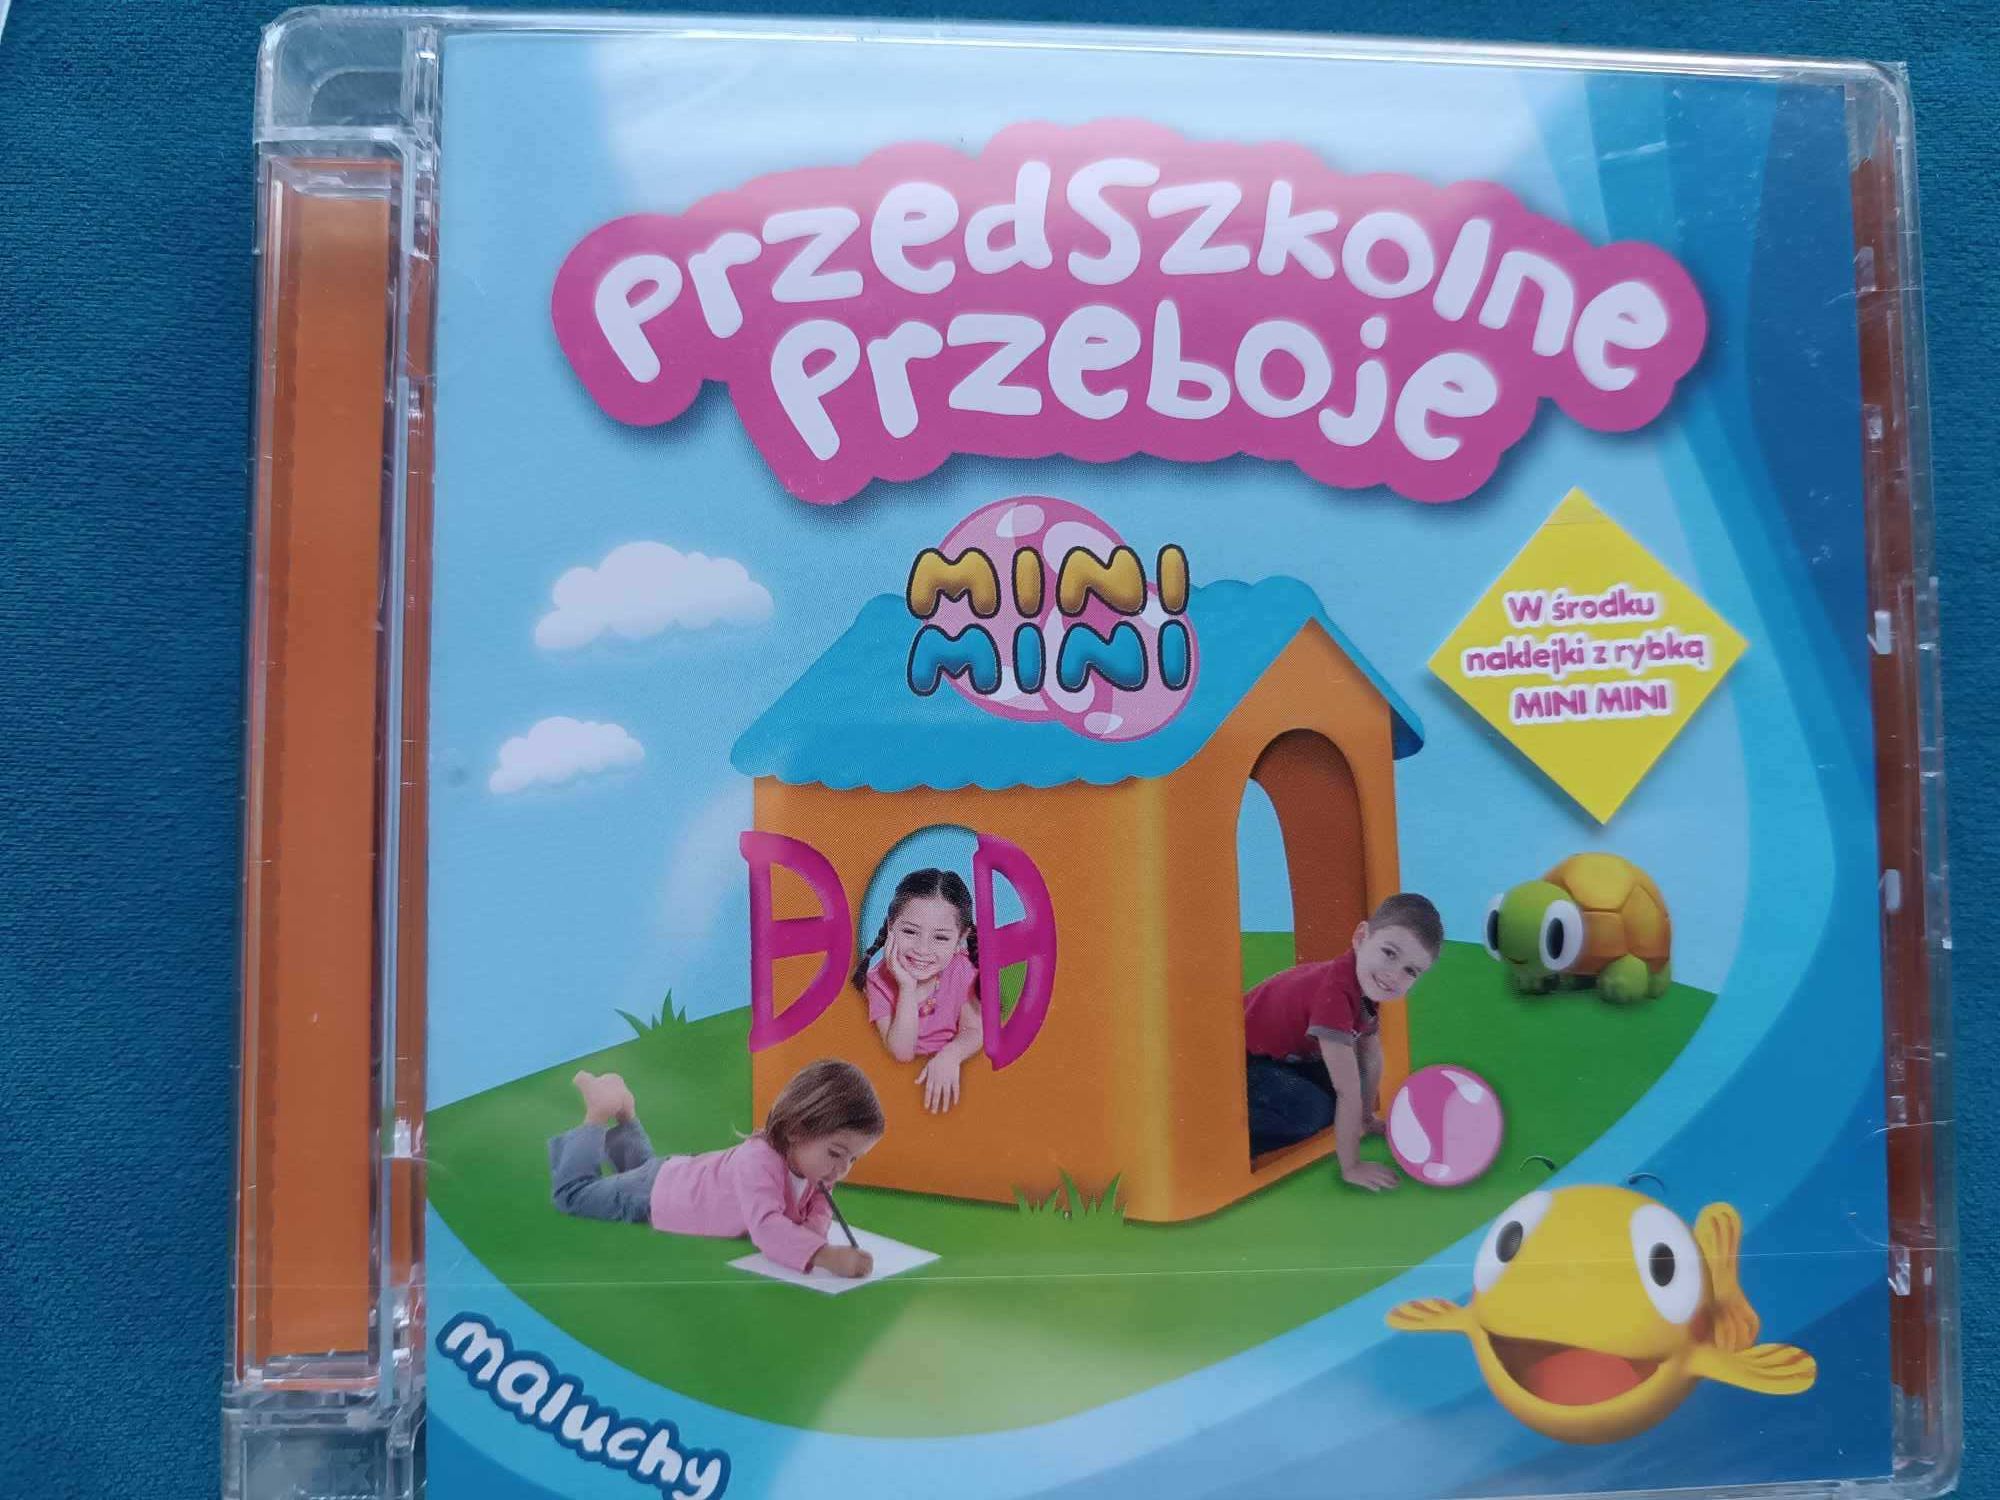 przedszkolne
przeboje
MINI
MINI
W środku
naklejki z rybką
MINI MINI
maluchy